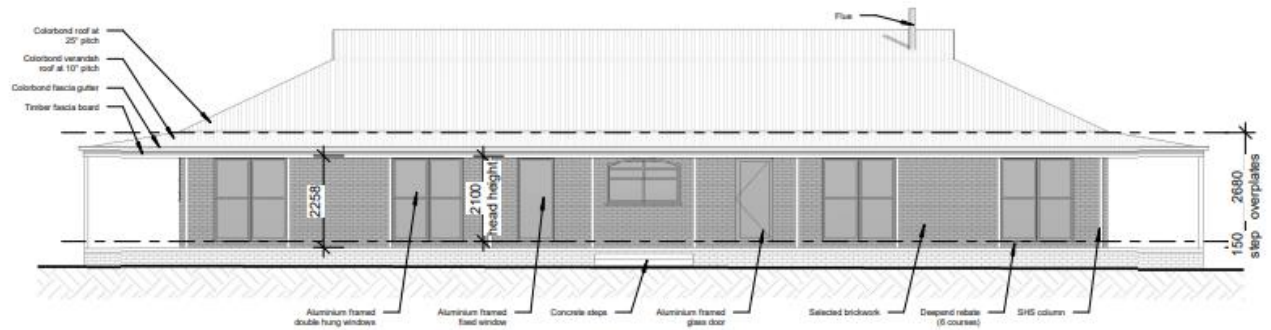 Colorbond roof at
25° pitch
Colorbond verandah
roof at 10° pitch
Colorbond fascia gutter
Timber fascia board
Flue
2258
2100
head height
2680
overplates
150
step
Aluminium framed
double hung windows
Aluminium framed
fixed window
Concrete steps
Aluminium framed
glass door
Selected brickwork
Deepend rebate
(6 courses)
SHS column